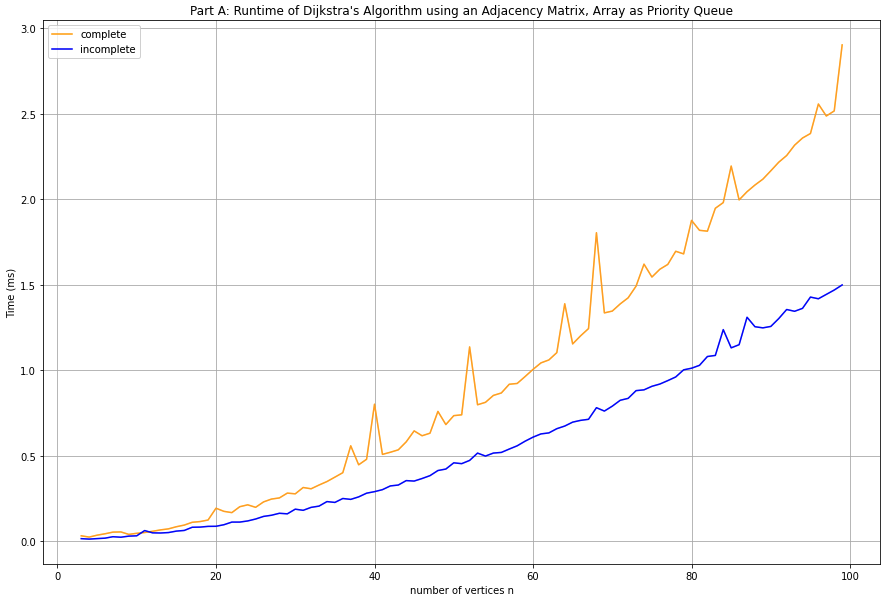 Part A: Runtime of Dijkstra's Algorithm using an Adjacency Matrix, Array as Priority Queue
complete
incomplete
3.0
2.5
2.0
1.5
1.0
0.5
0.0
Time (ms)
0 20 40 60 80 100
number of vertices n